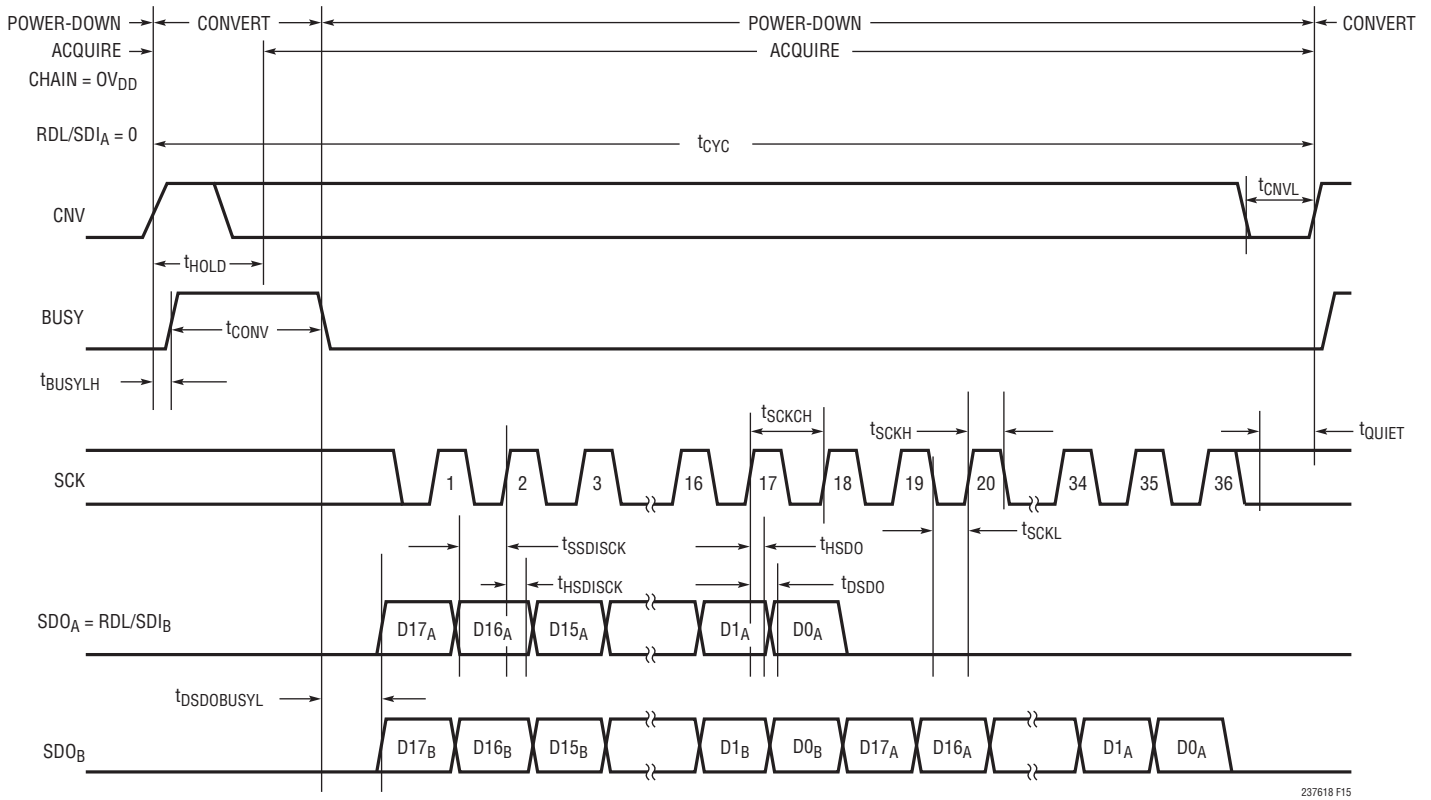 POWER-DOWN CONVERT POWER-DOWN CONVERT
ACQUIRE ACQUIRE
CHAIN = OVDD
RDL/SDIA = 0
tCYC
CNV
tCNVL
tHOLD
BUSY
tCONV
tBUSYLH
tSCKCH
tSCKH
tQUIET
SCK
1 2 3 16 17 18 19 20 34 35 36
tSCKL
tSSDISCK
tHSDO
tHSDISCK
tDSDO
SDOA = RDL/SDIB
D17A D16A D15A D1A D0A
tDSDOBUSYL
SDOB
D17B D16B D15B D1B D0B D17A D16A D1A D0A
237618 F15